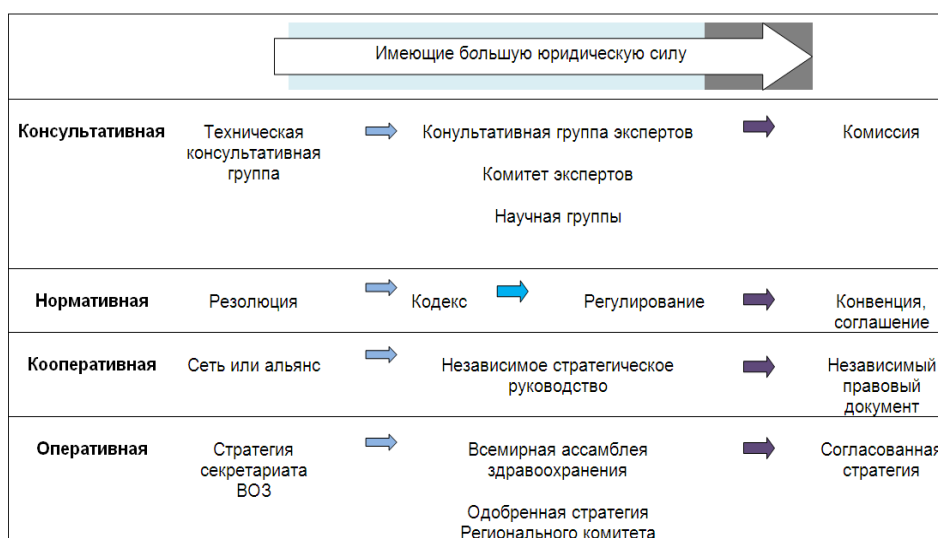 Имеющие большую юридическую силу
Консультативная
Техническая
консультативная
группа
Конультативная группа экспертов
Комитет экспертов
Научная группы
Комиссия
Нормативная
Резолюция
Кодекс
Регулирование
Конвенция,
соглашение
Кооперативная
Сеть или альянс
Независимое стратегическое
руководство
Независимый
правовый
документ
Оперативная
Стратегия
секретариата
ВОЗ
Всемирная ассамблея
здравоохранения
Одобренная стратегия
Регионального комитета
Согласованная
стратегия